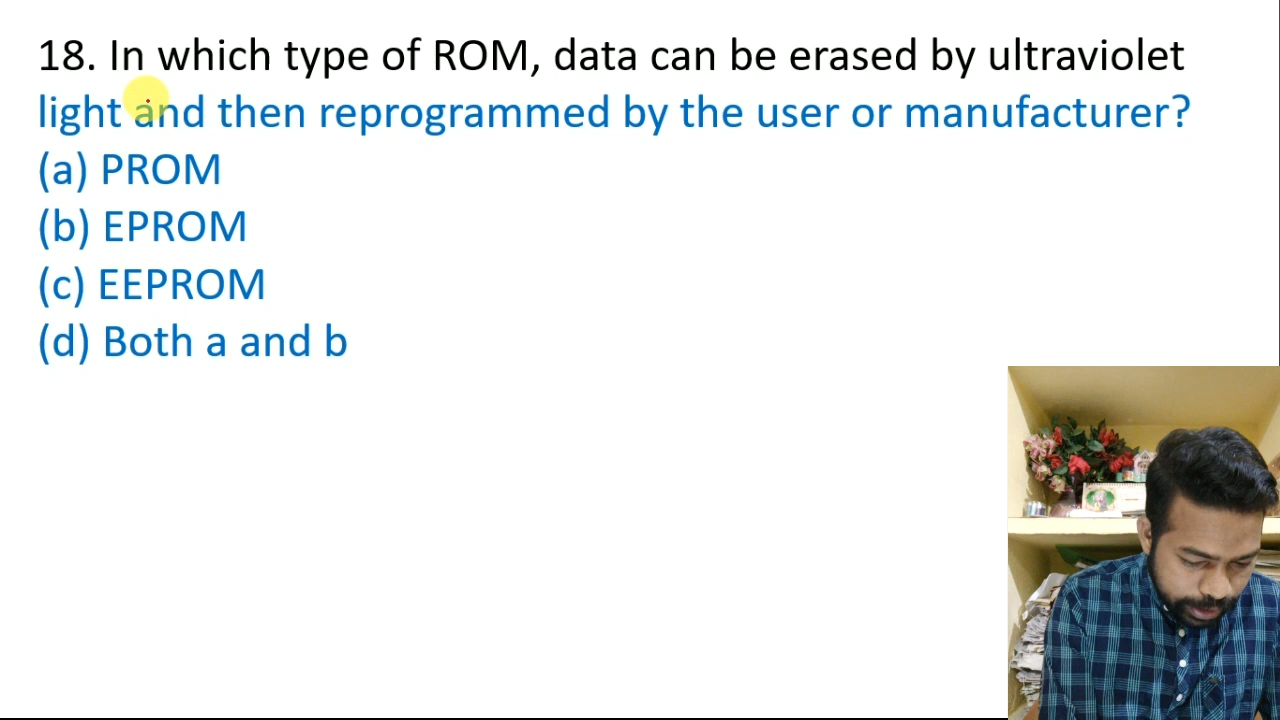 18. In which type of ROM, data can be erased by ultraviolet
light and then reprogrammed by the user or manufacturer?
(a) PROM
(b) EPROM
(c) EEPROM
(d) Both a and b